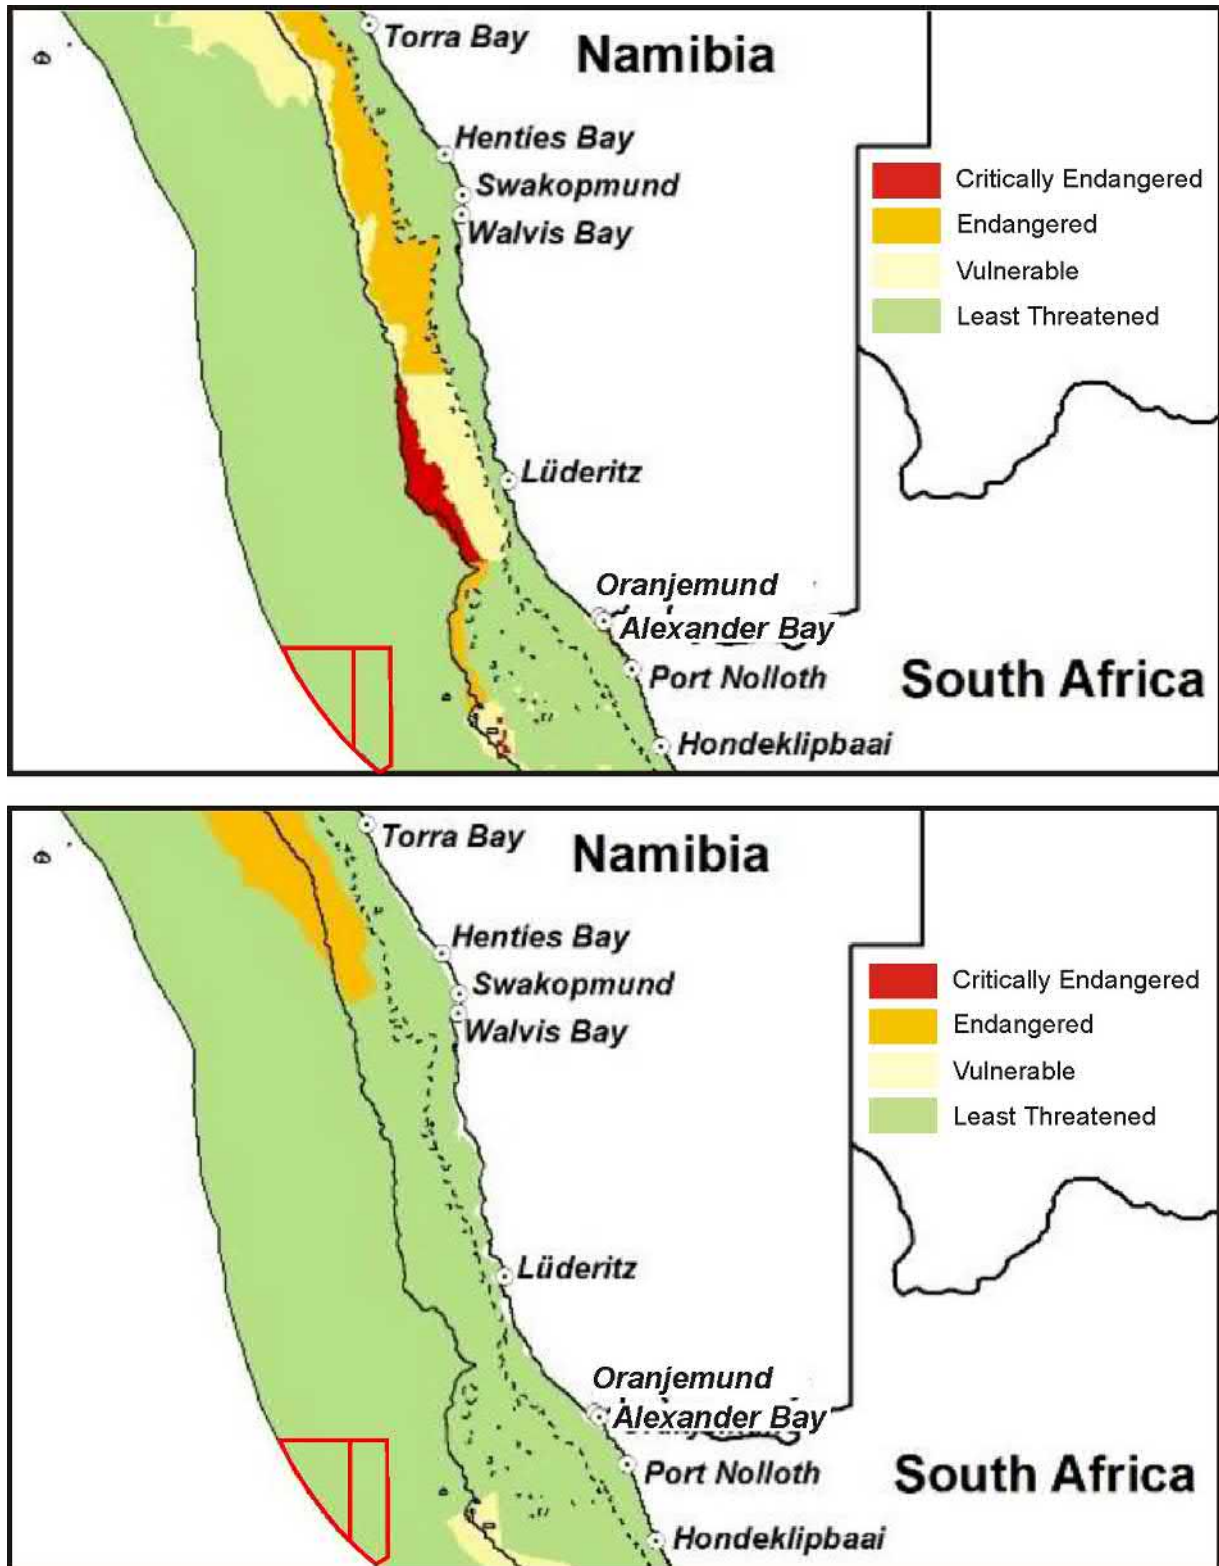 Torra Bay
Namibia
Henties Bay
Swakopmund
Walvis Bay
Critically Endangered
Endangered
Vulnerable
Least Threatened
Lüderitz
Oranjemund
Alexander Bay
Port Nolloth
South Africa
Hondeklipbaai
Torra Bay
Namibia
Henties Bay
Swakopmund
Walvis Bay
Critically Endangered
Endangered
Vulnerable
Least Threatened
Lüderitz
Oranjemund
Alexander Bay
Port Nolloth
South Africa
Hondeklipbaai